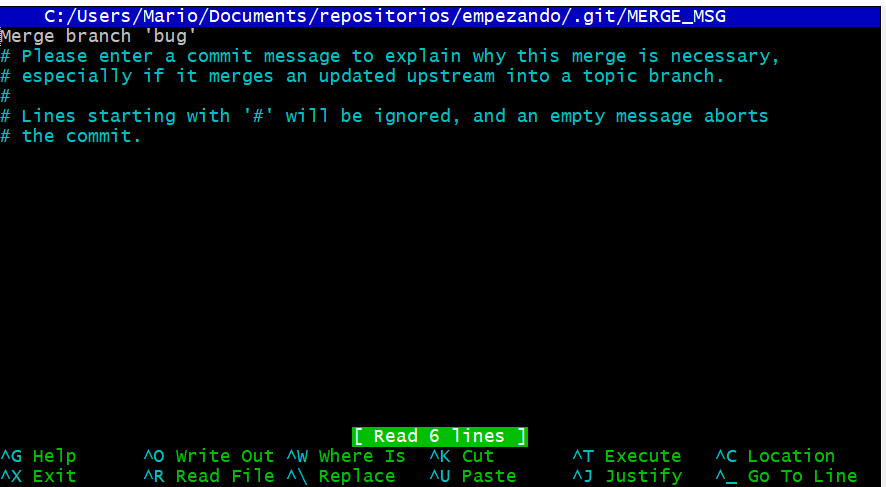 C:/Users/Mario/Documents/repositorios/empezando/.git/MERGE_MSG
Merge branch 'bug'
# Please enter a commit message to explain why this merge is necessary,
# especially if it merges an updated upstream into a topic branch.
#
# Lines starting with '#' will be ignored, and an empty message aborts
# the commit.
[ Read 6 lines ]
^G Help ^O Write Out ^W Where Is ^K Cut ^T Execute ^C Location
^X Exit ^R Read File ^\ Replace ^U Paste ^J Justify ^_ Go To Line